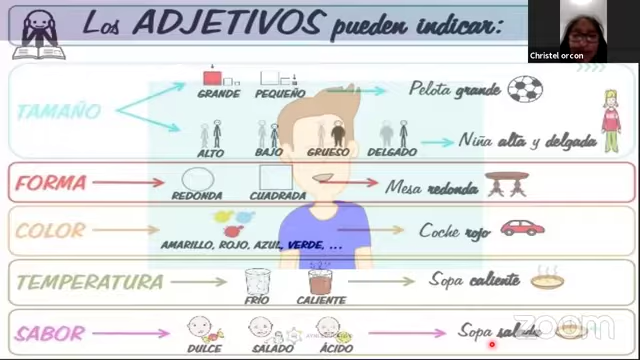 Los ADJETIVOS pueden indicar:
Christel orcon
TAMAÑO
GRANDE PEQUEÑO
Pelota grande
ALTO BAJO GRUESO DELGADO
Niña alta y delgada
FORMA
REDONDA CUADRADA
Mesa redonda
COLOR
AMARILLO, ROJO, AZUL, VERDE, ...
Coche rojo
TEMPERATURA
FRÍO CALIENTE
Sopa caliente
SABOR
DULCE SALADO ÁCIDO
Sopa salada
zoom